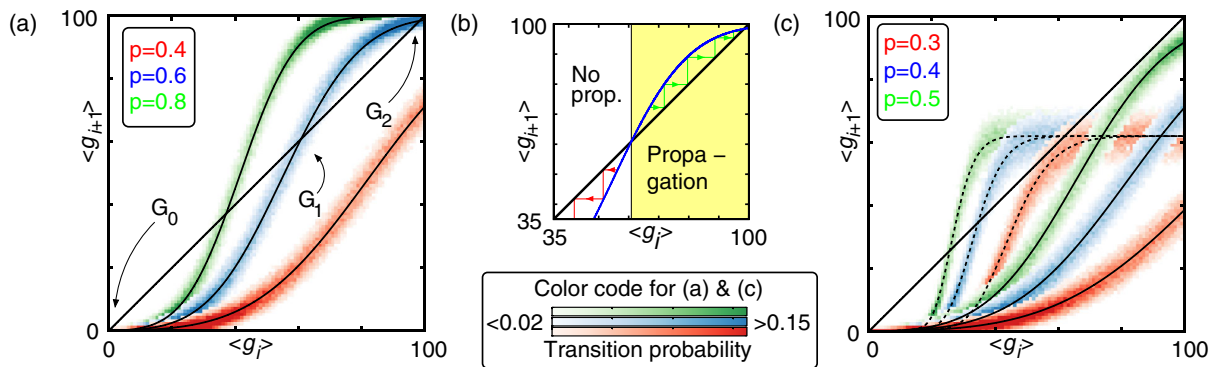 (a)
100
<g_{i+1}>
0
p=0.4
p=0.6
p=0.8
G_0
G_1
G_2
0
<g_i>
100
(b)
100
<g_{i+1}>
35
No
prop.
Propa –
gation
35
<g_i>
100
Color code for (a) & (c)
<0.02
>0.15
Transition probability
(c)
100
<g_{i+1}>
0
p=0.3
p=0.4
p=0.5
0
<g_i>
100